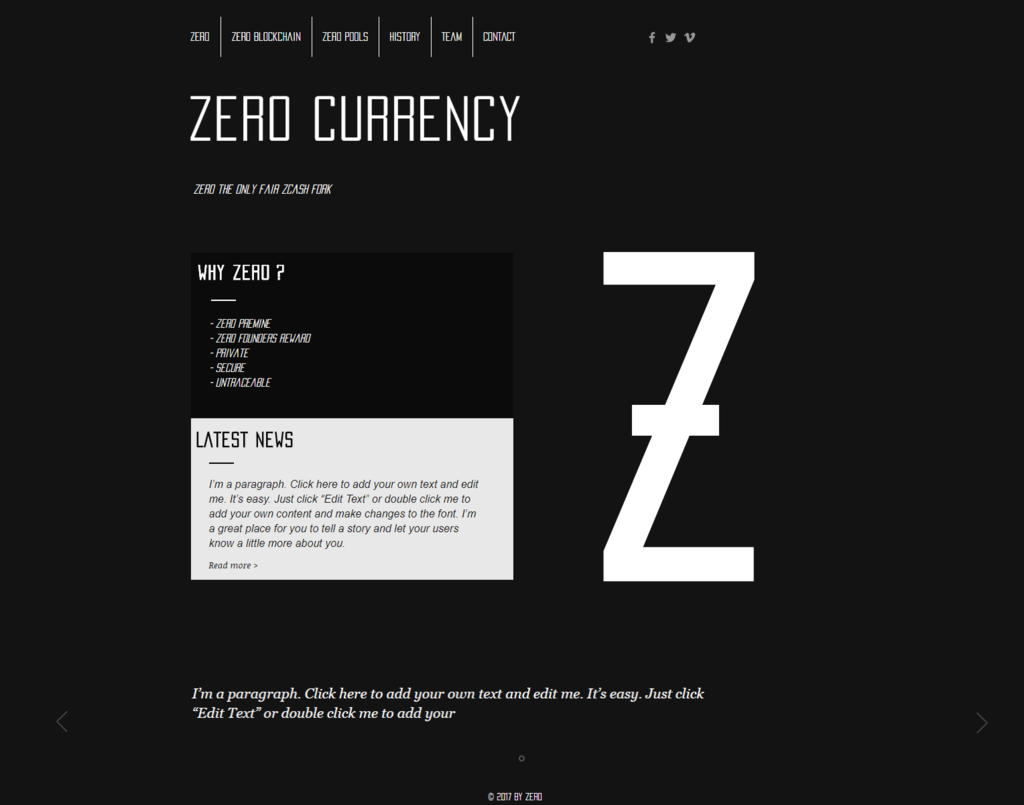 ZERO
ZERO BLOCKCHAIN
ZERO POOLS
HISTORY
TEAM
CONTACT
ZERO CURRENCY
ZERO THE ONLY FAIR ZCASH FORK
WHY ZERO ?
- ZERO PREMINE
- ZERO FOUNDERS REWARD
- PRIVATE
- SECURE
- UNTRACEABLE
LATEST NEWS
I'm a paragraph. Click here to add your own text and edit
me. It's easy. Just click “Edit Text” or double click me to
add your own content and make changes to the font. I'm
a great place for you to tell a story and let your users
know a little more about you.
Read more >
Z
I'm a paragraph. Click here to add your own text and edit me. It's easy. Just click
“Edit Text” or double click me to add your
© 2017 BY ZERO